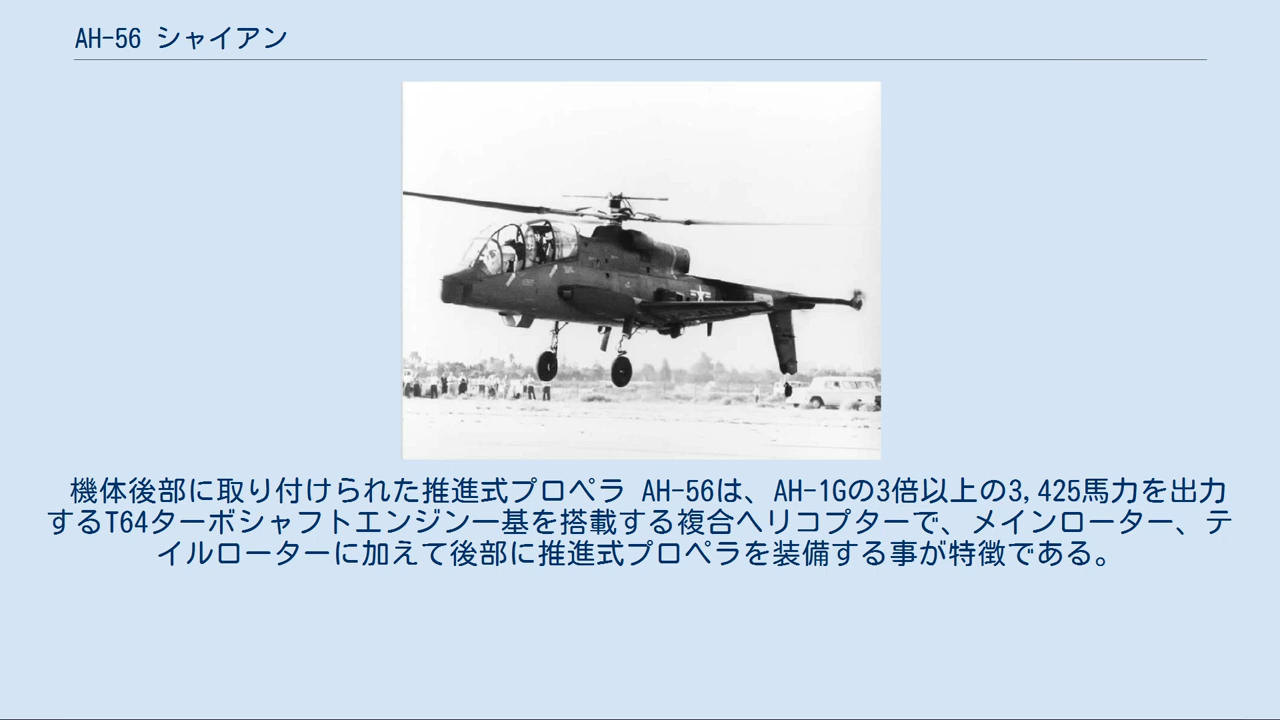 AH-56 シャイアン
機体後部に取り付けられた推進式プロペラ AH-56は、AH-1Gの3倍以上の3,425馬力を出力
するT64ターボシャフトエンジン一基を搭載する複合ヘリコプターで、メインローター、テ
イルローターに加えて後部に推進式プロペラを装備する事が特徴である。